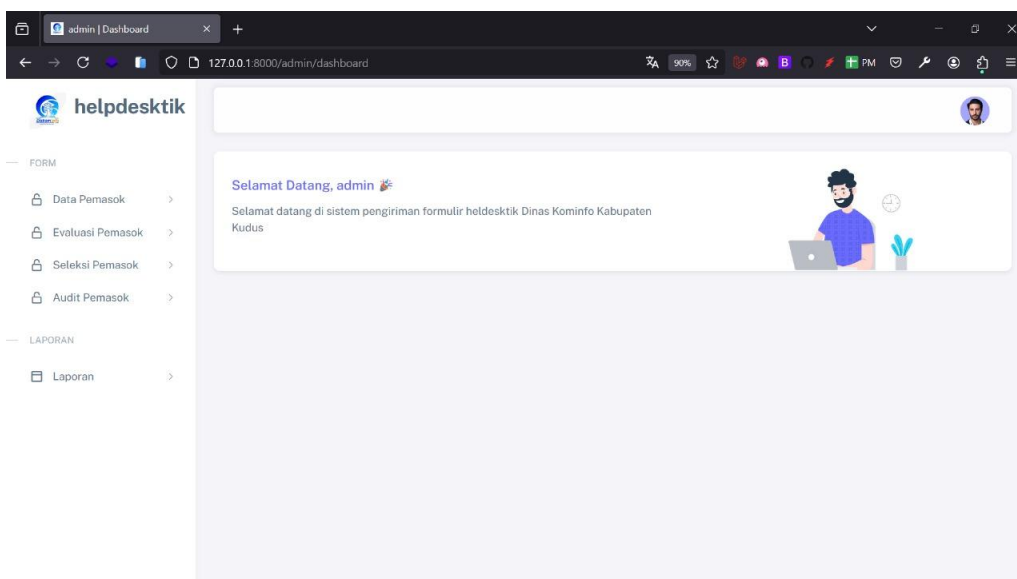 admin | Dashboard
127.0.0.1:8000/admin/dashboard
90%
B
PM
helpdesktik
FORM
Data Pemasok
Evaluasi Pemasok
Seleksi Pemasok
Audit Pemasok
LAPORAN
Laporan
Selamat Datang, admin 🎉
Selamat datang di sistem pengiriman formulir heldesktik Dinas Kominfo Kabupaten
Kudus